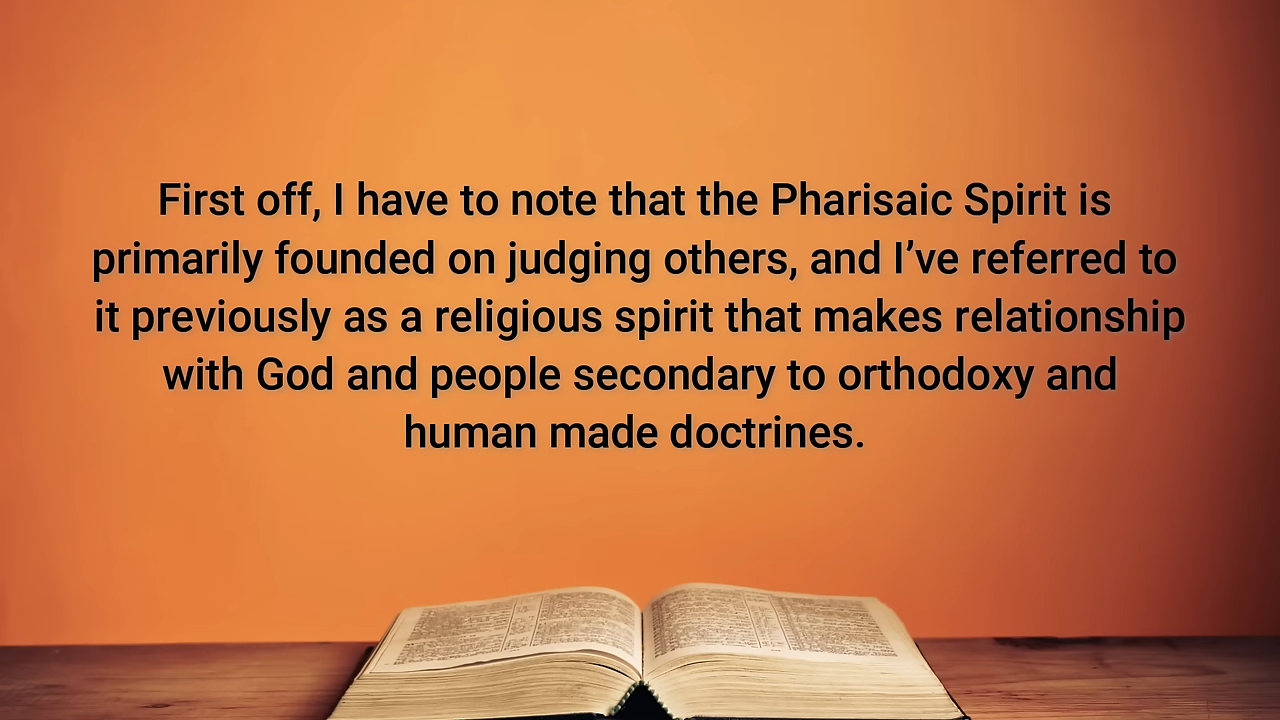 First off, I have to note that the Pharisaic Spirit is
primarily founded on judging others, and I’ve referred to
it previously as a religious spirit that makes relationship
with God and people secondary to orthodoxy and
human made doctrines.